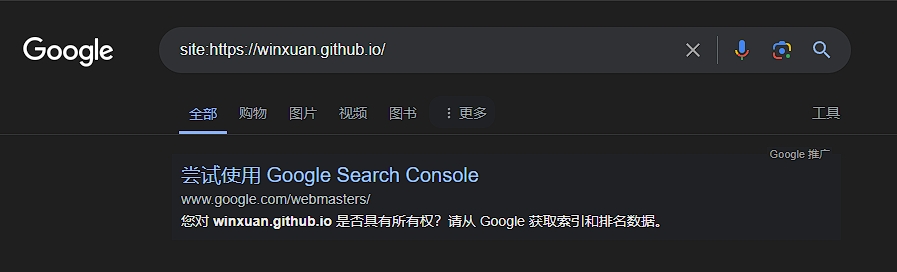 Google
site:https://winxuan.github.io/
全部 购物 图片 视频 图书 更多 工具
Google 推广
尝试使用 Google Search Console
www.google.com/webmasters/
您对 winxuan.github.io 是否具有所有权？请从 Google 获取索引和排名数据。